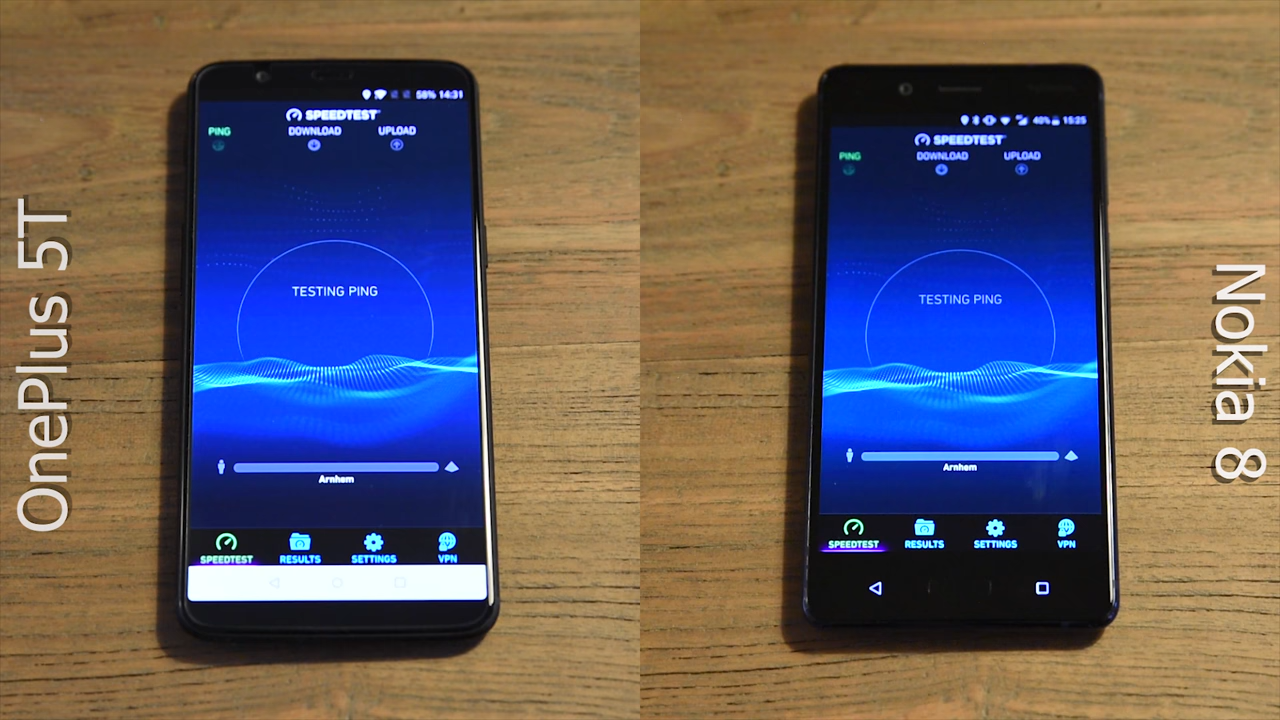 OnePlus 5T
58% 14:31
SPEEDTEST
PING DOWNLOAD UPLOAD
TESTING PING
Arnhem
SPEEDTEST RESULTS SETTINGS VPN
40% 15:25
SPEEDTEST
PING DOWNLOAD UPLOAD
TESTING PING
Arnhem
SPEEDTEST RESULTS SETTINGS VPN
Nokia 8